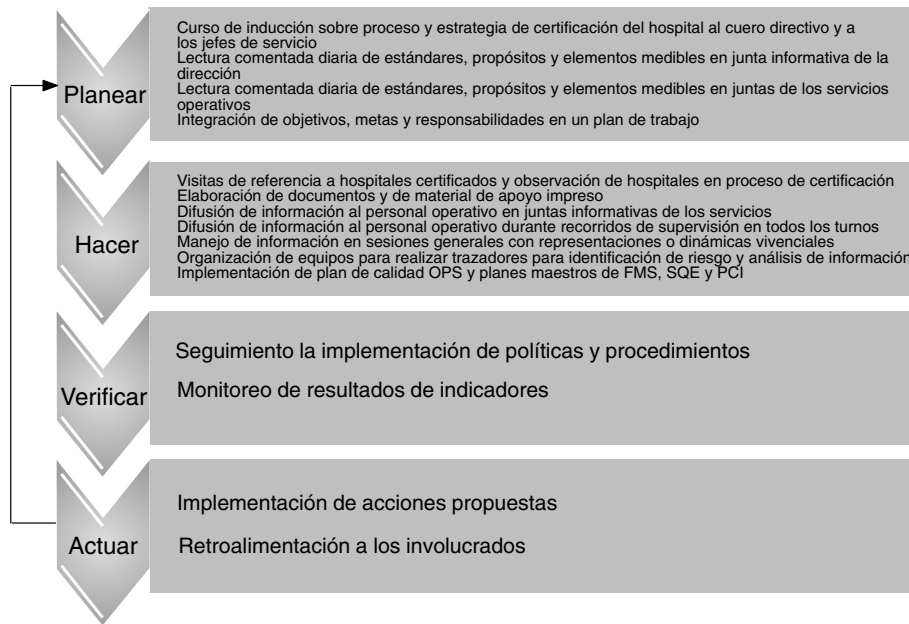 Planear
Curso de inducción sobre proceso y estrategia de certificación del hospital al cuero directivo y a
los jefes de servicio
Lectura comentada diaria de estándares, propósitos y elementos medibles en junta informativa de la
dirección
Lectura comentada diaria de estándares, propósitos y elementos medibles en juntas de los servicios
operativos
Integración de objetivos, metas y responsabilidades en un plan de trabajo
Hacer
Visitas de referencia a hospitales certificados y observación de hospitales en proceso de certificación
Elaboración de documentos y de material de apoyo impreso
Difusión de información al personal operativo en juntas informativas de los servicios
Difusión de información al personal operativo durante recorridos de supervisión en todos los turnos
Manejo de información en sesiones generales con representaciones o dinámicas vivenciales
Organización de equipos para realizar trazadores para identificación de riesgo y análisis de información
Implementación de plan de calidad OPS y planes maestros de FMS, SQE y PCI
Verificar
Seguimiento la implementación de políticas y procedimientos
Monitoreo de resultados de indicadores
Actuar
Implementación de acciones propuestas
Retroalimentación a los involucrados